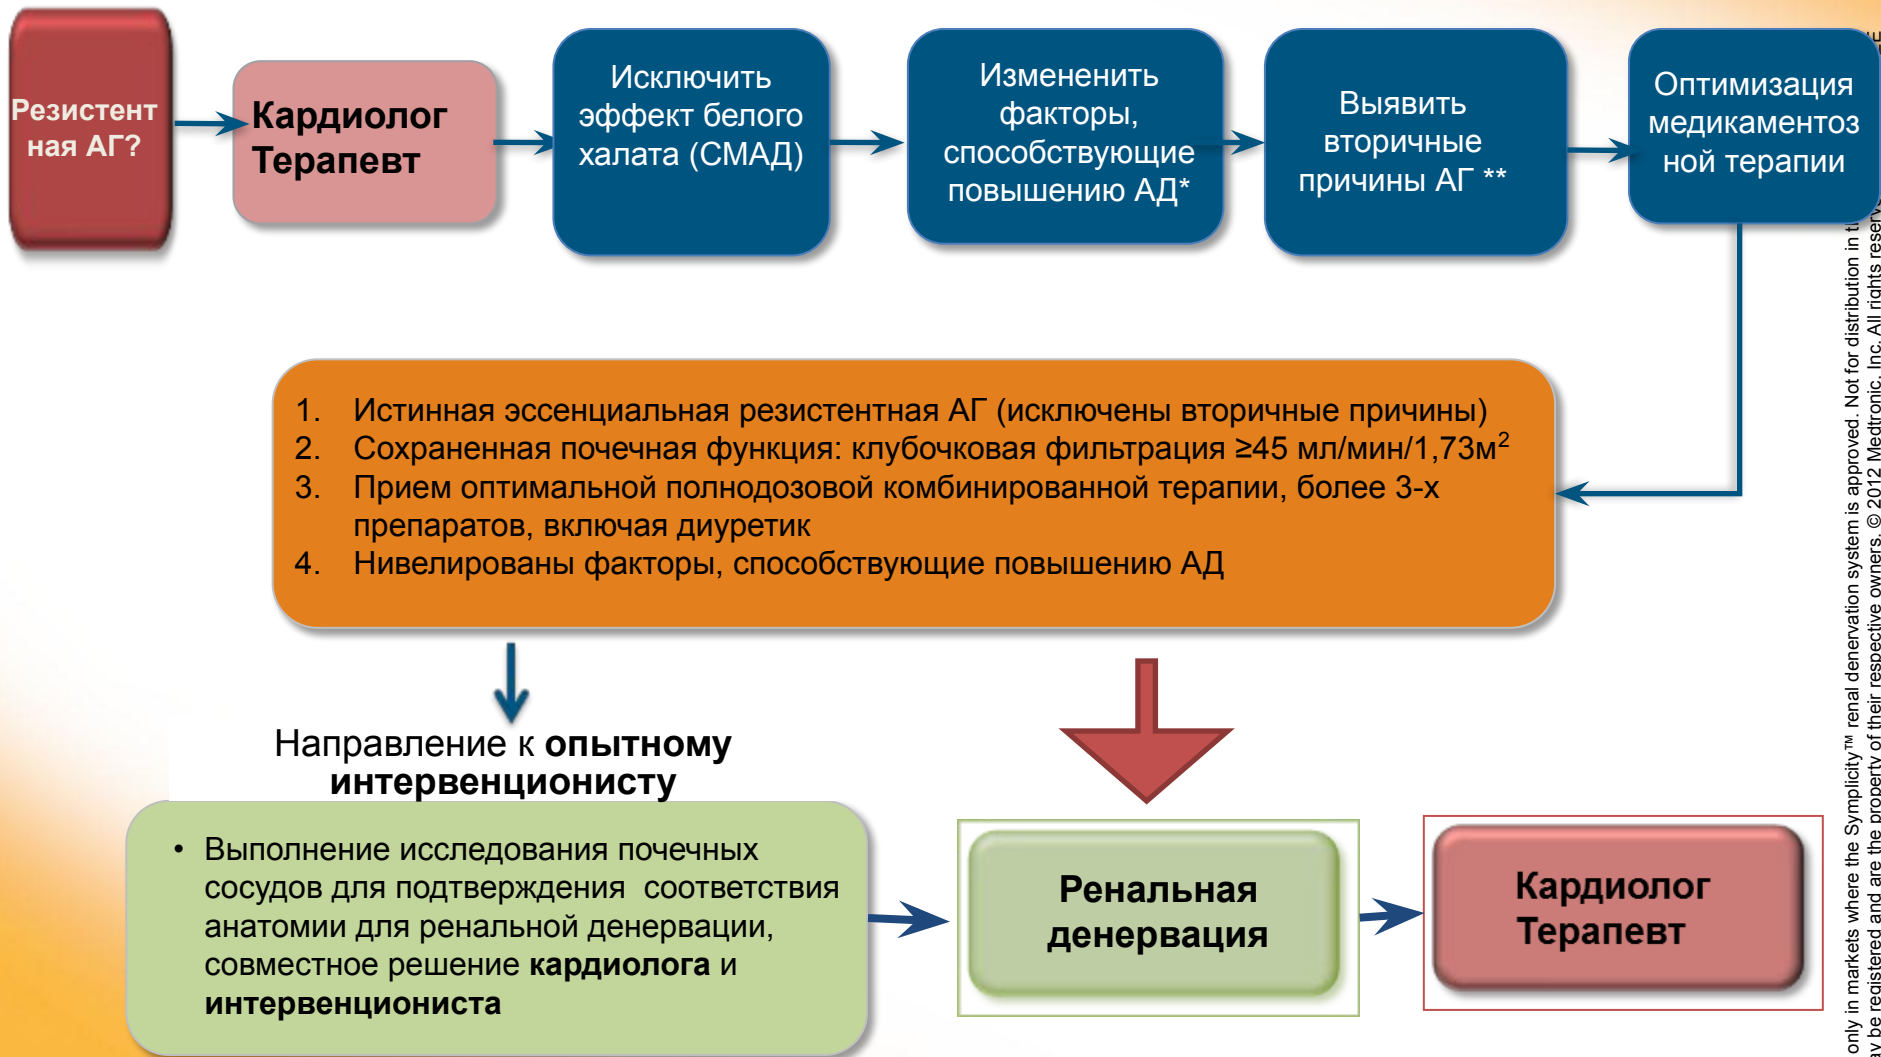 Резистент
ная АГ?
Кардиолог
Терапевт
Исключить
эффект белого
халата (СМАД)
Измененить
факторы,
способствующие
повышению АД*
Выявить
вторичные
причины АГ **
Оптимизация
медикаментоз
ной терапии
1. Истинная эссенциальная резистентная АГ (исключены вторичные причины)
2. Сохраненная почечная функция: клубочковая фильтрация ≥45 мл/мин/1,73м²
3. Прием оптимальной полнодозовой комбинированной терапии, более 3-х
препаратов, включая диуретик
4. Нивелированы факторы, способствующие повышению АД
Направление к опытному
интервенционисту
• Выполнение исследования почечных
сосудов для подтверждения соответствия
анатомии для ренальной денервации,
совместное решение кардиолога и
интервенциониста
Ренальная
денервация
Кардиолог
Терапевт
only in markets where the Symplicity™ renal denervation system is approved. Not for distribution in
be registered and are the property of their respective owners. © 2012 Medtronic, Inc. All rights